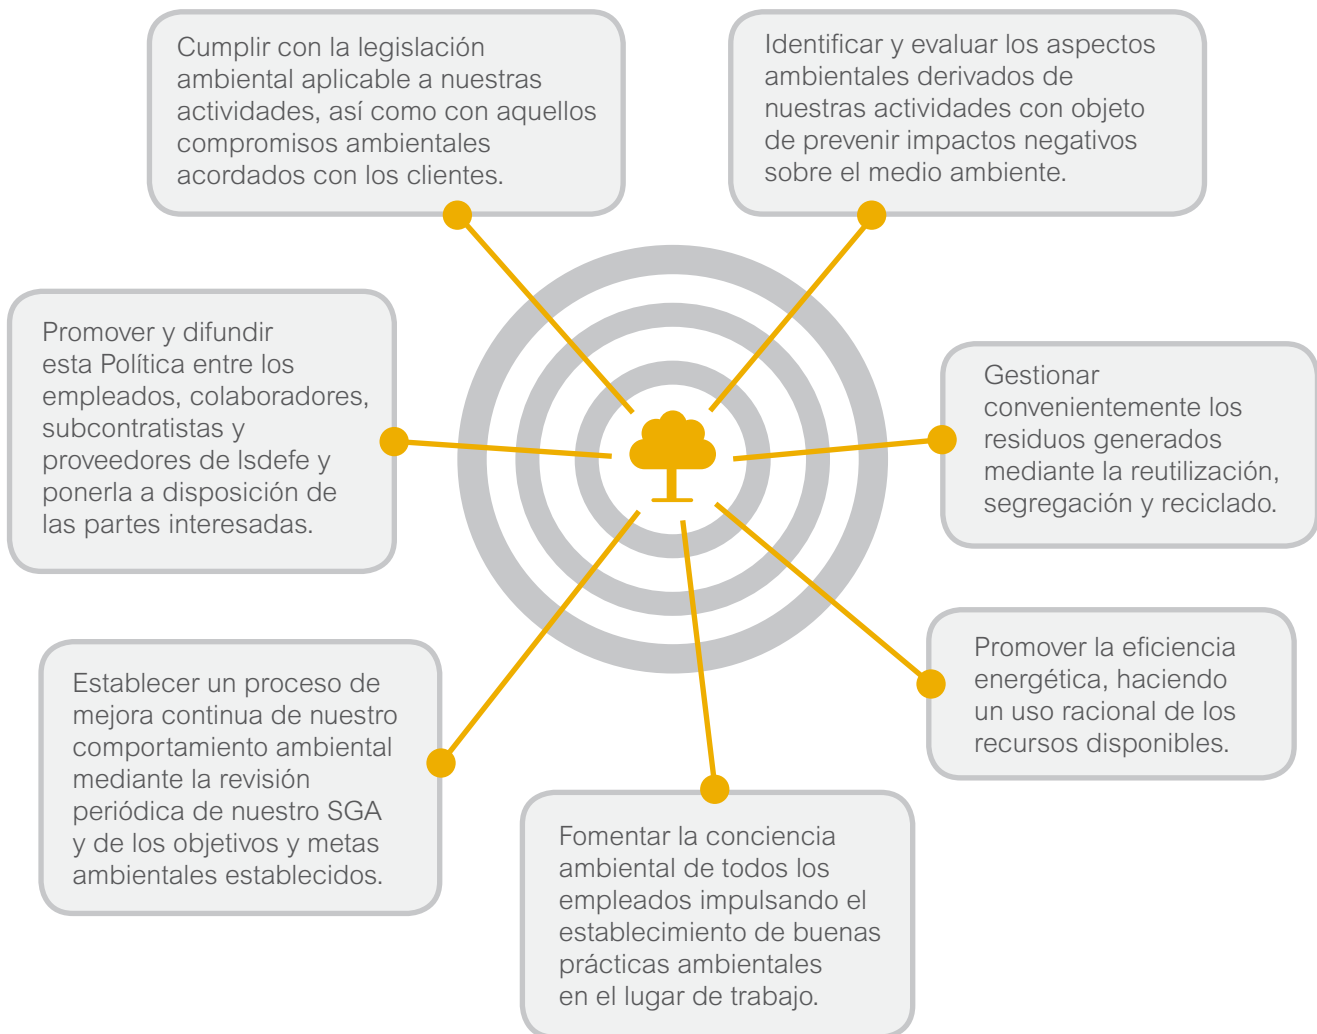 Cumplir con la legislación
ambiental aplicable a nuestras
actividades, así como con aquellos
compromisos ambientales
acordados con los clientes.
Identificar y evaluar los aspectos
ambientales derivados de
nuestras actividades con objeto
de prevenir impactos negativos
sobre el medio ambiente.
Promover y difundir
esta Política entre los
empleados, colaboradores,
subcontratistas y
proveedores de Isdefe y
ponerla a disposición de
las partes interesadas.
Gestionar
convenientemente los
residuos generados
mediante la reutilización,
segregación y reciclado.
Establecer un proceso de
mejora continua de nuestro
comportamiento ambiental
mediante la revisión
periódica de nuestro SGA
y de los objetivos y metas
ambientales establecidos.
Promover la eficiencia
energética, haciendo
un uso racional de los
recursos disponibles.
Fomentar la conciencia
ambiental de todos los
empleados impulsando el
establecimiento de buenas
prácticas ambientales
en el lugar de trabajo.